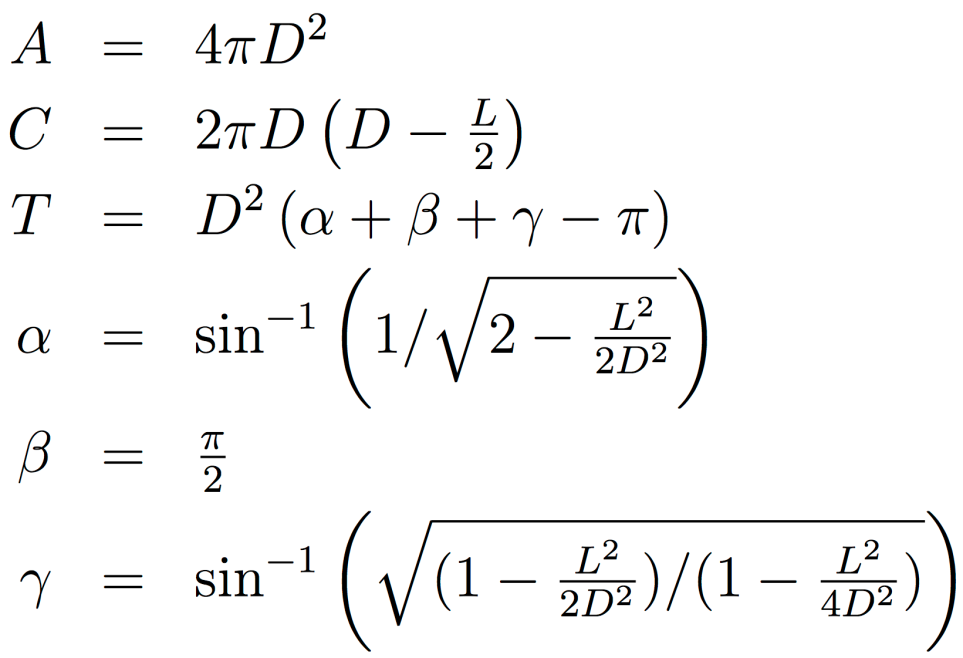 A = 4πD²
C = 2πD (D − L/2)
T = D² (α + β + γ − π)
α = sin⁻¹ (1/√(2 − L²/2D²))
β = π/2
γ = sin⁻¹ (√((1 − L²/2D²)/(1 − L²/4D²)))